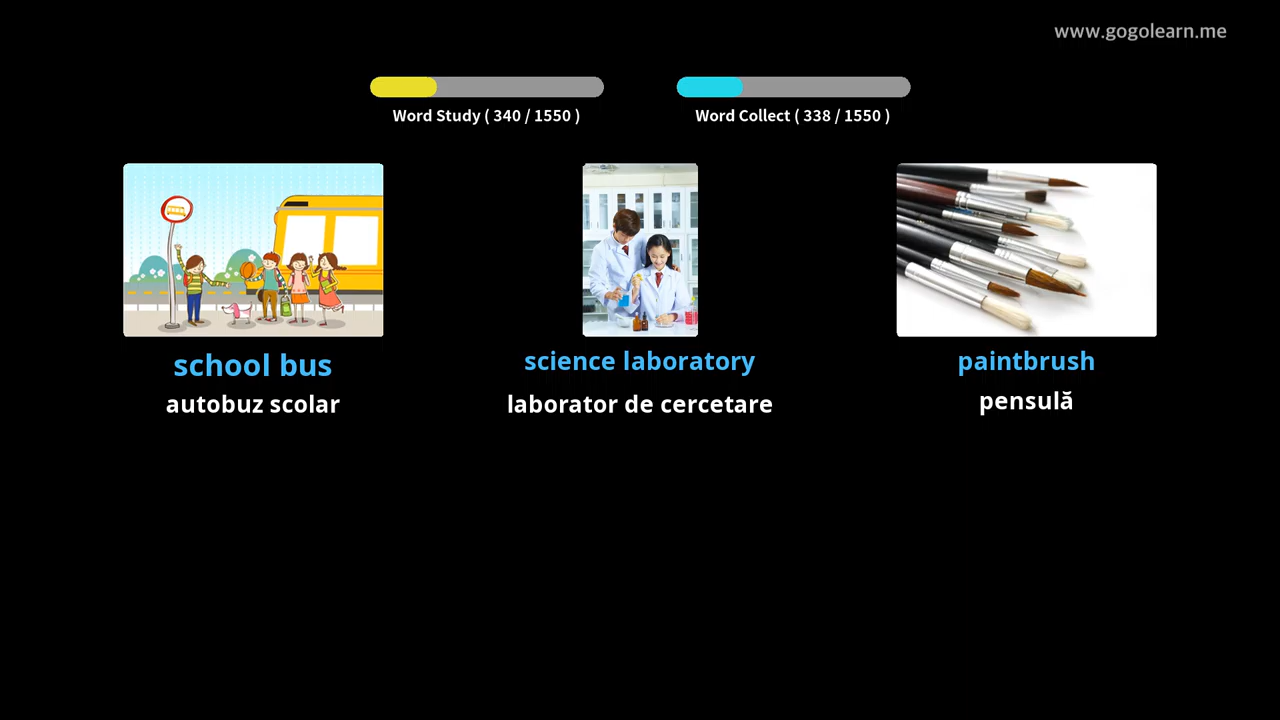 www.gogolearn.me
Word Study ( 340 / 1550 )
Word Collect ( 338 / 1550 )
school bus
autobuz scolar
science laboratory
laborator de cercetare
paintbrush
pensulă